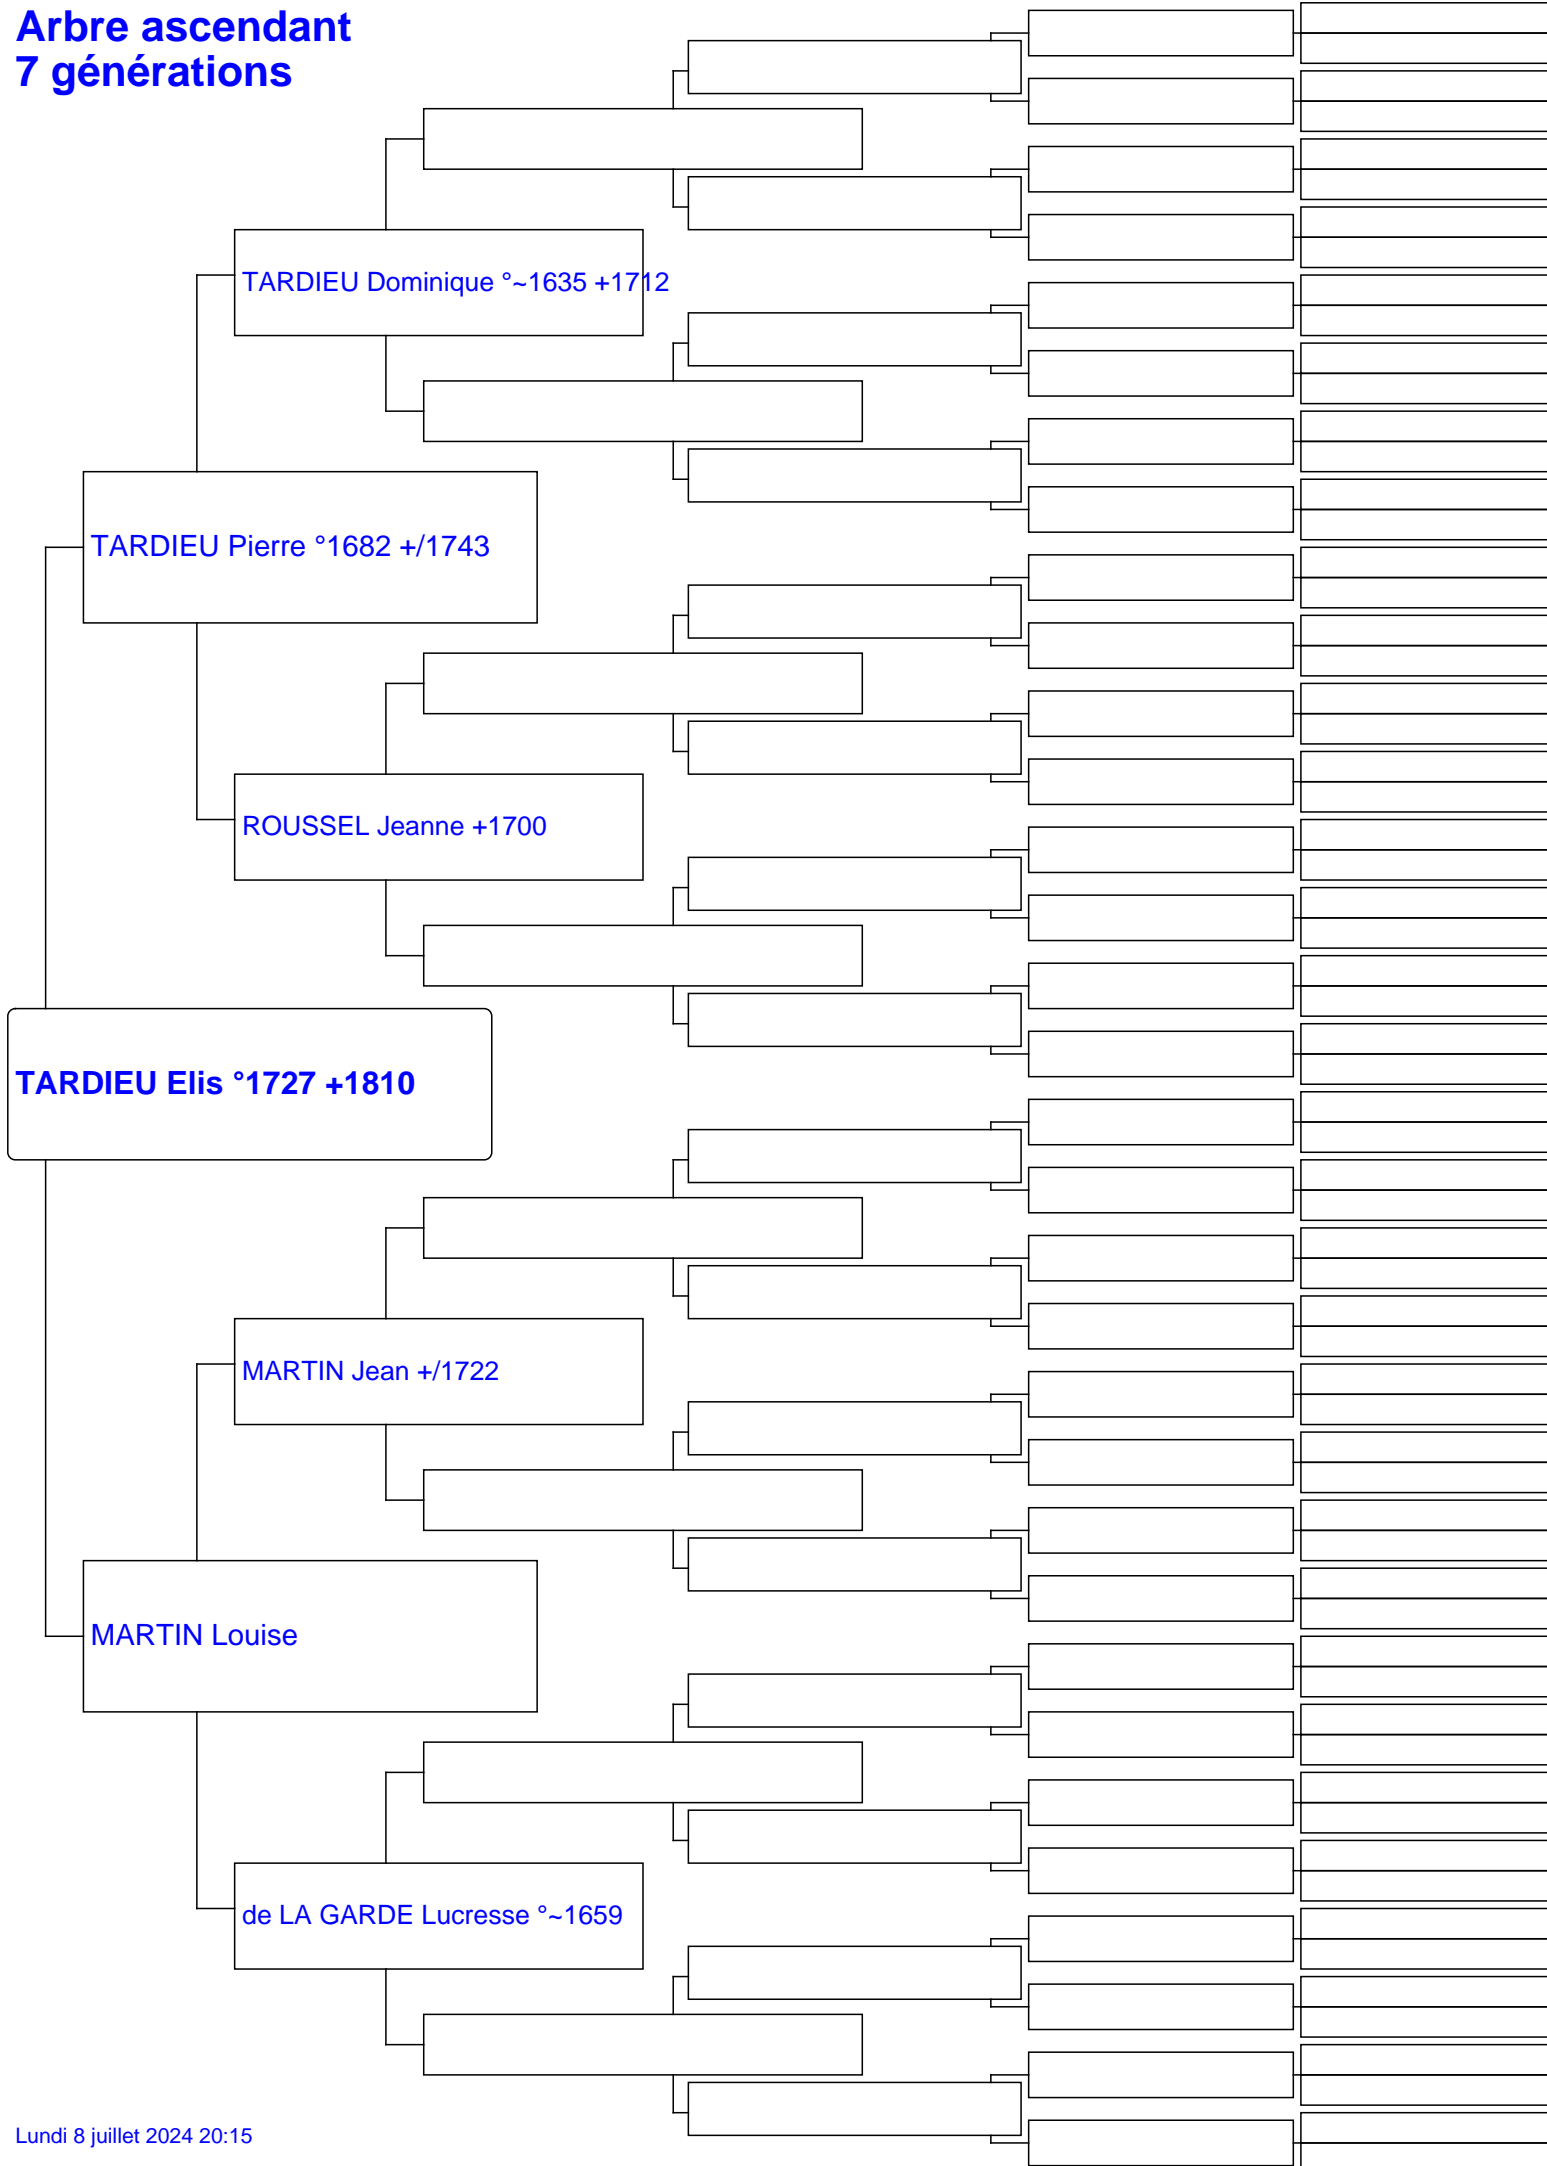 Arbre ascendant
7 générations
TARDIEU Dominique °~1635 +1712
TARDIEU Pierre °1682 +/1743
ROUSSEL Jeanne +1700
TARDIEU Elis °1727 +1810
MARTIN Jean +/1722
MARTIN Louise
de LA GARDE Lucresse °~1659
Lundi 8 juillet 2024 20:15